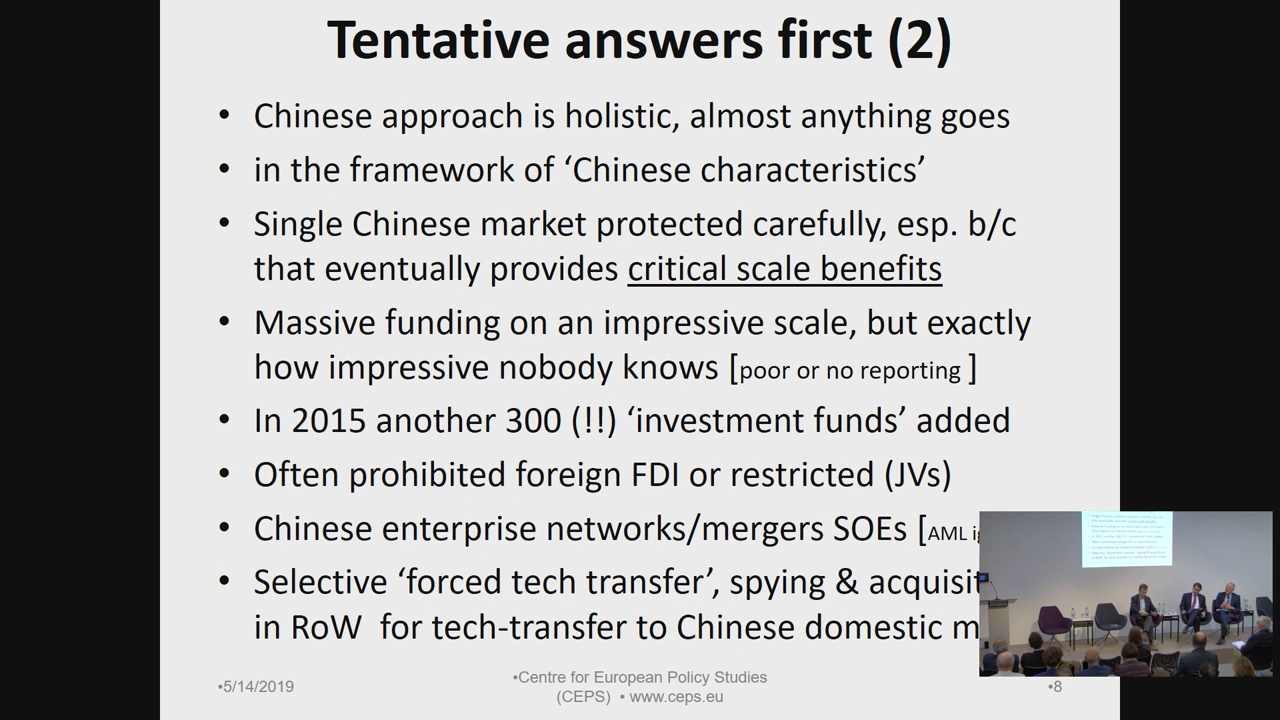 Tentative answers first (2)
• Chinese approach is holistic, almost anything goes
• in the framework of ‘Chinese characteristics’
• Single Chinese market protected carefully, esp. b/c
that eventually provides critical scale benefits
• Massive funding on an impressive scale, but exactly
how impressive nobody knows [poor or no reporting ]
• In 2015 another 300 (!!) ‘investment funds’ added
• Often prohibited foreign FDI or restricted (JVs)
• Chinese enterprise networks/mergers SOEs [AML
• Selective ‘forced tech transfer’, spying &
in RoW  for tech-transfer to Chinese domestic
•5/14/2019
•Centre for European Policy Studies
(CEPS)  • www.ceps.eu
•8